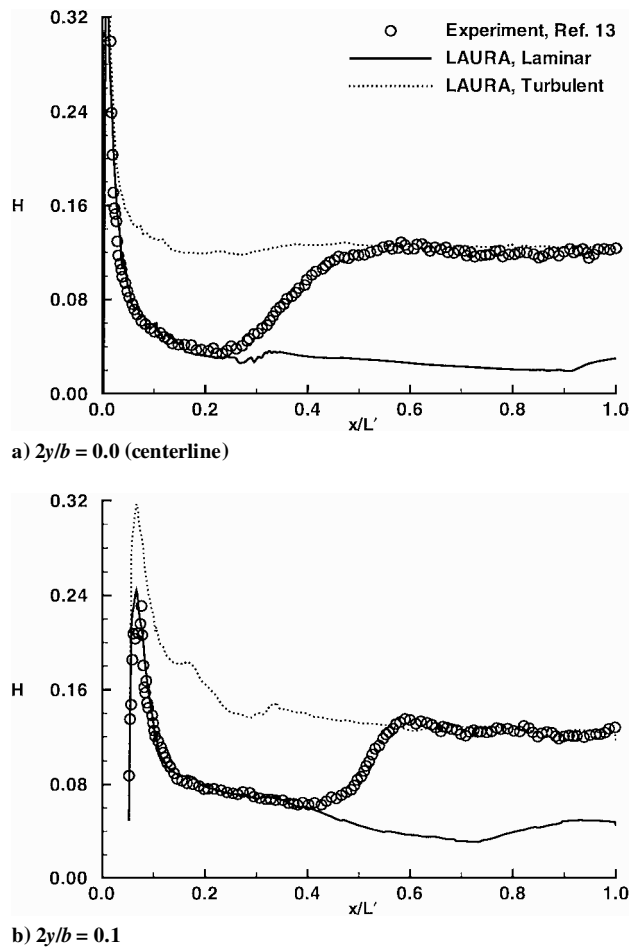 0.32
Experiment, Ref. 13
LAURA, Laminar
LAURA, Turbulent
0.24
H
0.16
0.08
0.00
0.0 0.2 0.4 0.6 0.8 1.0
x/L′
a) 2y/b = 0.0 (centerline)
0.32
0.24
H
0.16
0.08
0.00
0.0 0.2 0.4 0.6 0.8 1.0
x/L′
b) 2y/b = 0.1